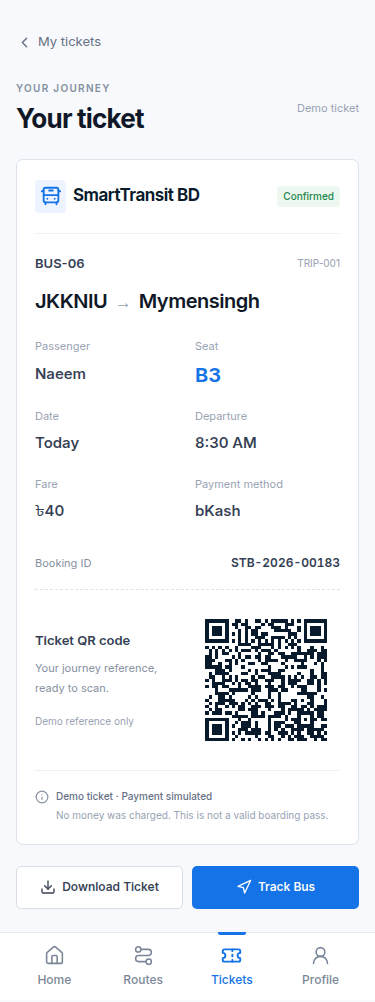 My tickets
YOUR JOURNEY
Your ticket
Demo ticket
SmartTransit BD
Confirmed
BUS-06
TRIP-001
JKKNIU → Mymensingh
Passenger
Seat
Naeem
B3
Date
Departure
Today
8:30 AM
Fare
Payment method
৳40
bKash
Booking ID
STB-2026-00183
Ticket QR code
Your journey reference,
ready to scan.
Demo reference only
Demo ticket · Payment simulated
No money was charged. This is not a valid boarding pass.
Download Ticket
Track Bus
Home
Routes
Tickets
Profile